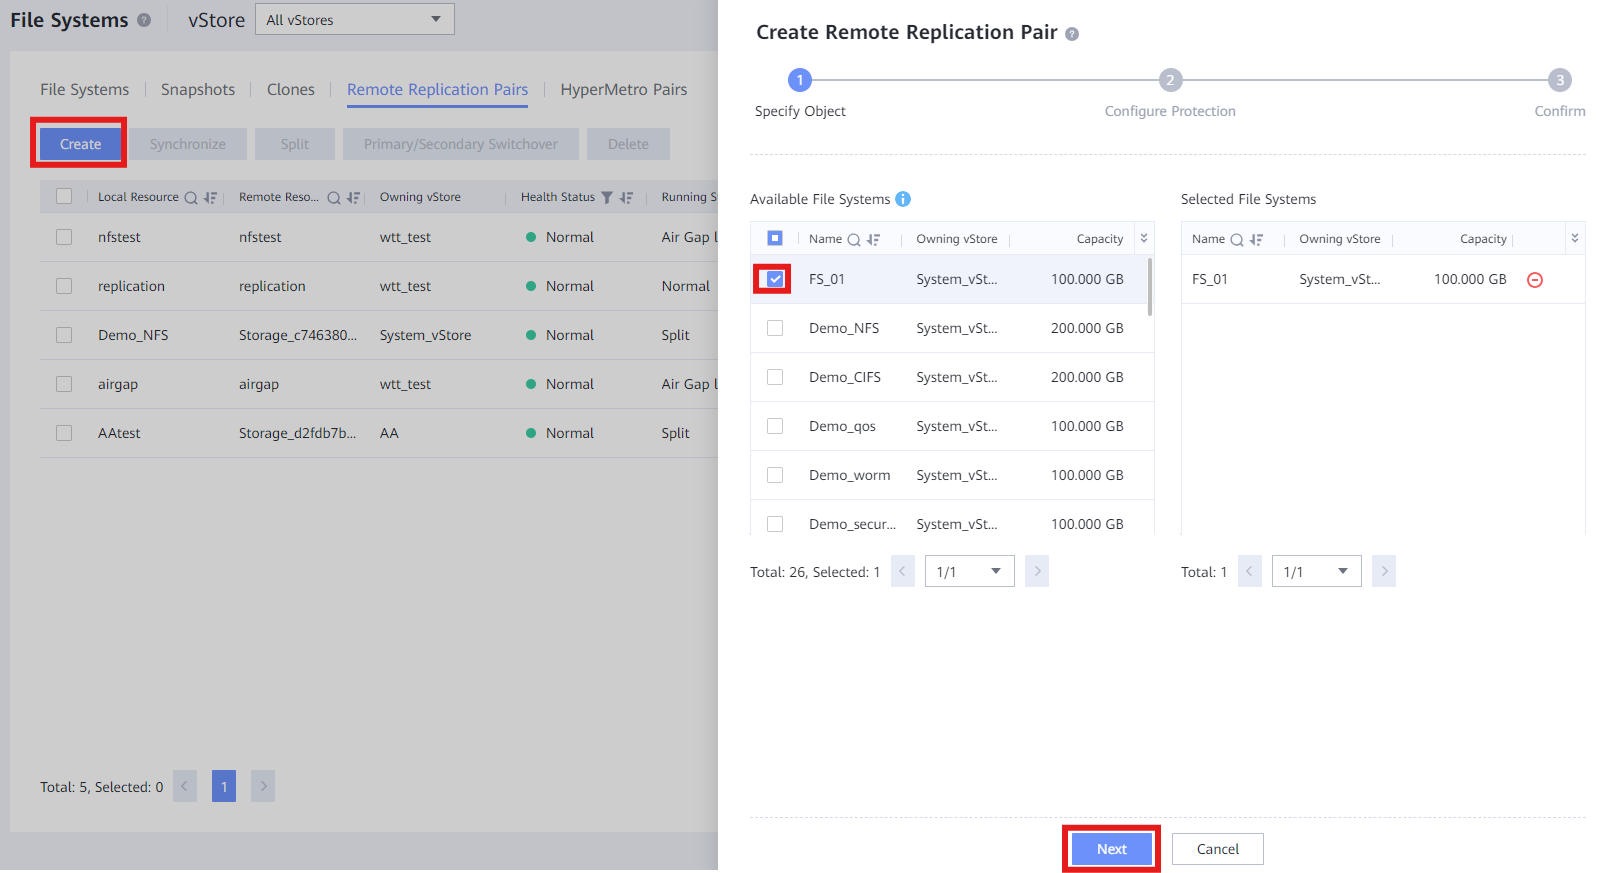 File Systems vStore All vStores
File Systems Snapshots Clones Remote Replication Pairs HyperMetro Pairs
Create Synchronize Split Primary/Secondary Switchover Delete
Local Resource Remote Reso... Owning vStore Health Status Running S
nfstest nfstest wtt_test Normal Air Gap L
replication replication wtt_test Normal Normal
Demo_NFS Storage_c746380... System_vStore Normal Split
airgap airgap wtt_test Normal Air Gap L
AAtest Storage_d2fdb7b... AA Normal Split
Total: 5, Selected: 0 < 1 >
Create Remote Replication Pair
1 2 3
Specify Object Configure Protection Confirm
Available File Systems
Name Owning vStore Capacity
FS_01 System_vSt... 100.000 GB
Demo_NFS System_vSt... 200.000 GB
Demo_CIFS System_vSt... 200.000 GB
Demo_qos System_vSt... 100.000 GB
Demo_worm System_vSt... 100.000 GB
Demo_secur... System_vSt... 100.000 GB
Total: 26, Selected: 1 < 1/1 >
Selected File Systems
Name Owning vStore Capacity
FS_01 System_vSt... 100.000 GB
Total: 1 < 1/1 >
Next Cancel